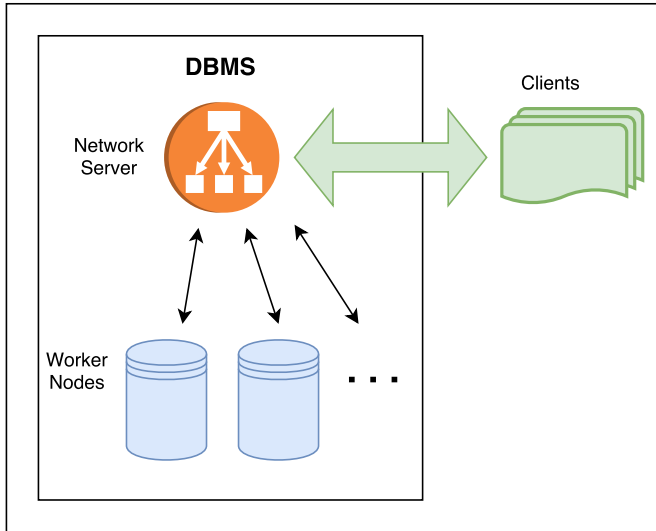 DBMS
Clients
Network
Server
Worker
Nodes
. . .